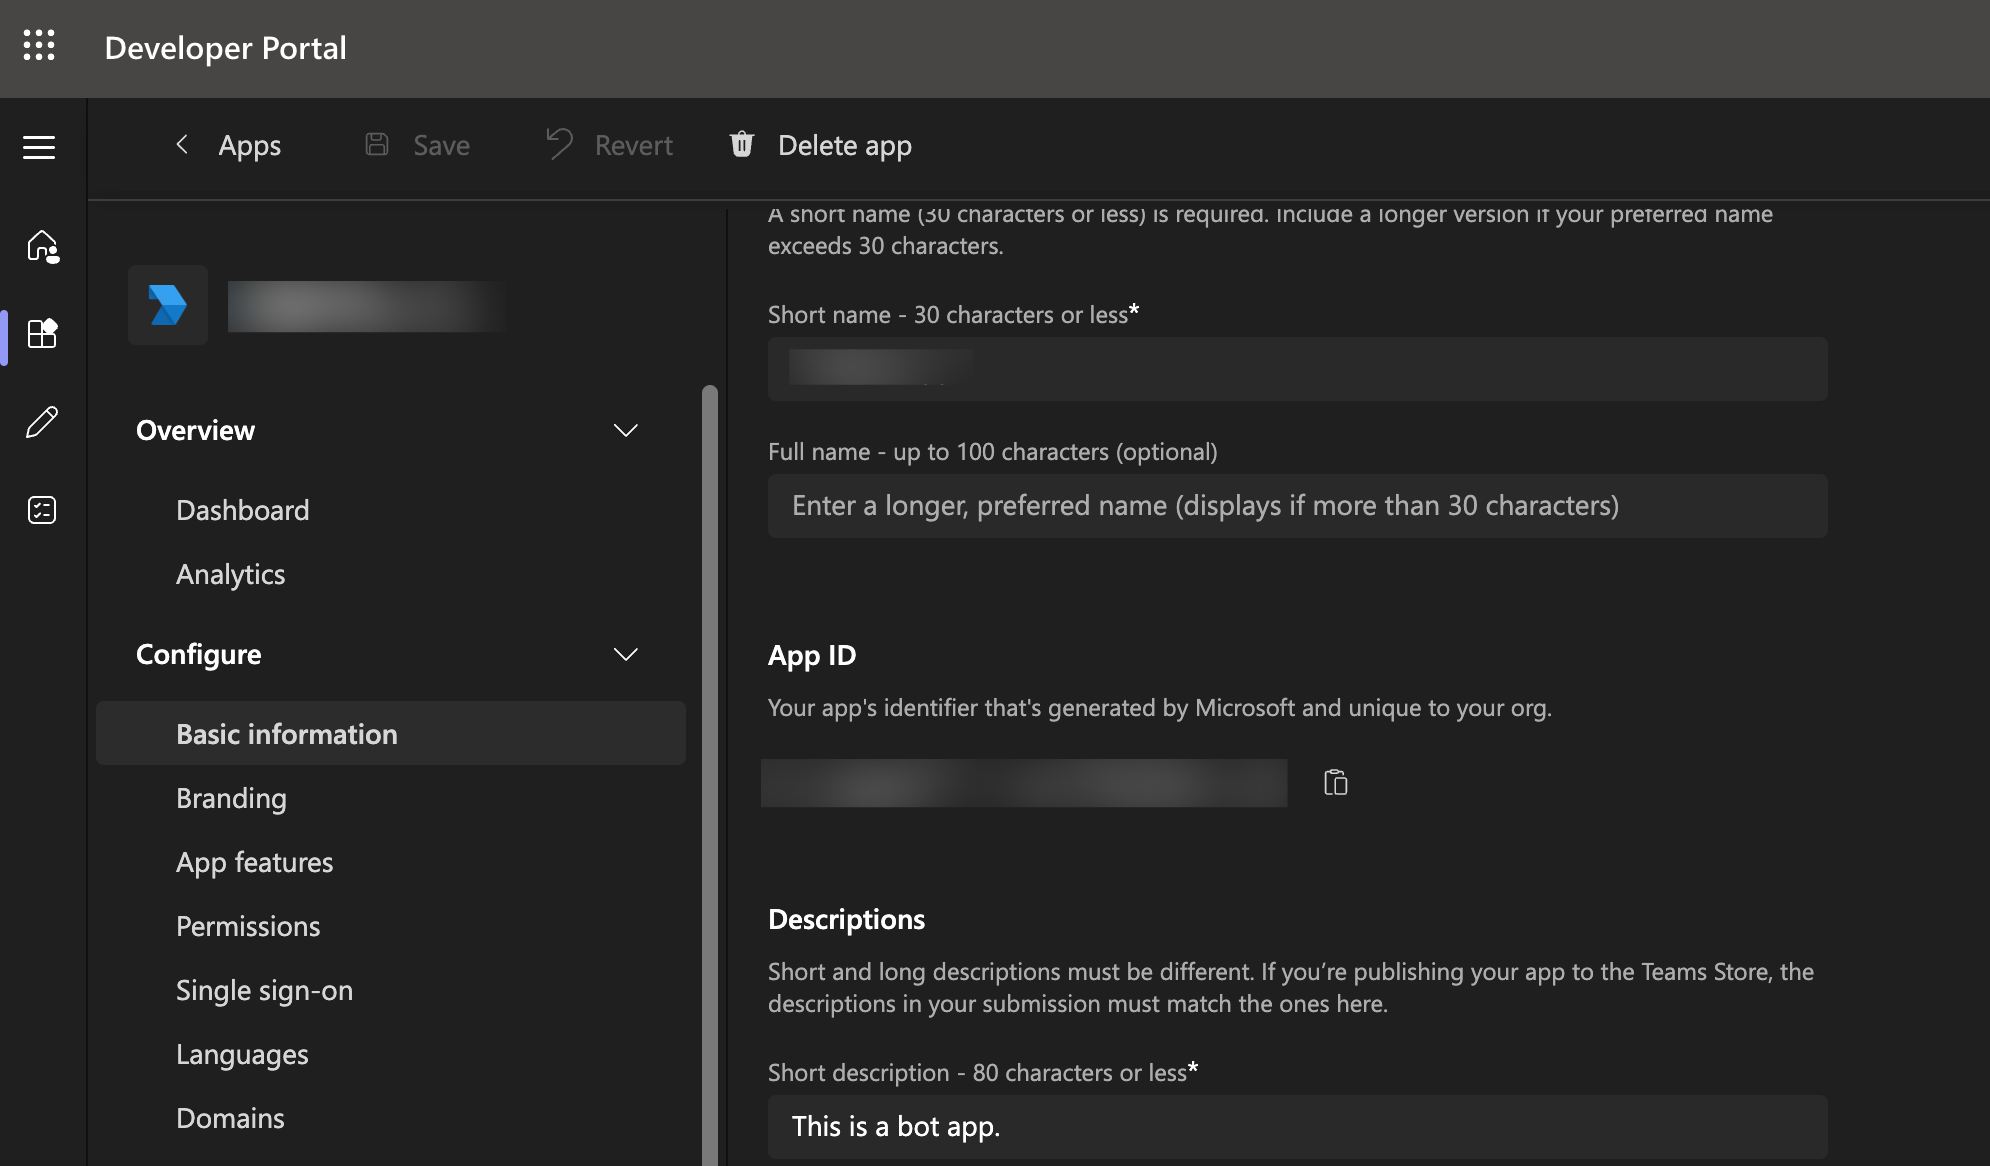 Developer Portal
Apps
Save
Revert
Delete app
Overview
Dashboard
Analytics
Configure
Basic information
Branding
App features
Permissions
Single sign-on
Languages
Domains
A short name (30 characters or less) is required. Include a longer version if your preferred name
exceeds 30 characters.
Short name - 30 characters or less*
Full name - up to 100 characters (optional)
Enter a longer, preferred name (displays if more than 30 characters)
App ID
Your app's identifier that's generated by Microsoft and unique to your org.
Descriptions
Short and long descriptions must be different. If you’re publishing your app to the Teams Store, the
descriptions in your submission must match the ones here.
Short description - 80 characters or less*
This is a bot app.